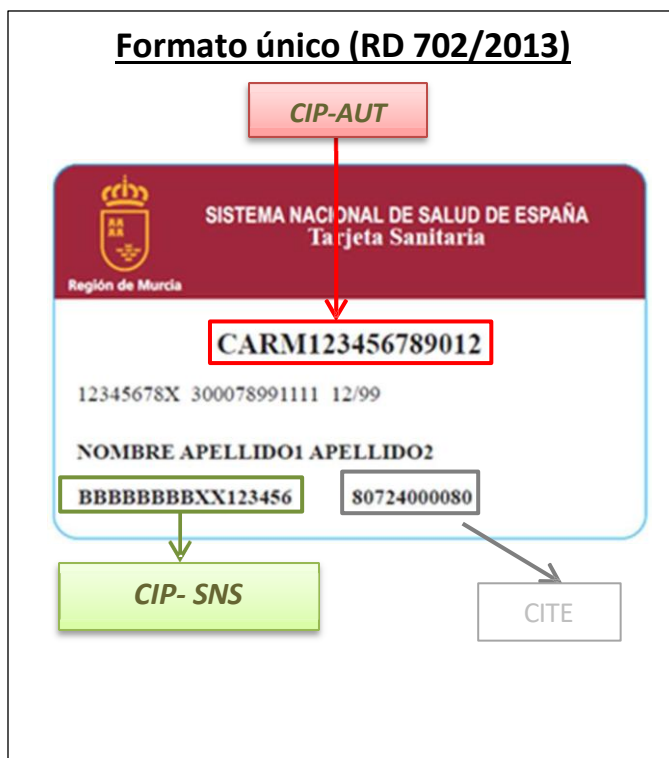 Formato único (RD 702/2013)
CIP-AUT
SISTEMA NACIONAL DE SALUD DE ESPAÑA
Tarjeta Sanitaria
Región de Murcia
CARM123456789012
12345678X 300078991111 12/99
NOMBRE APELLIDO1 APELLIDO2
BBBBBBBBXX123456 80724000080
CIP- SNS
CITE